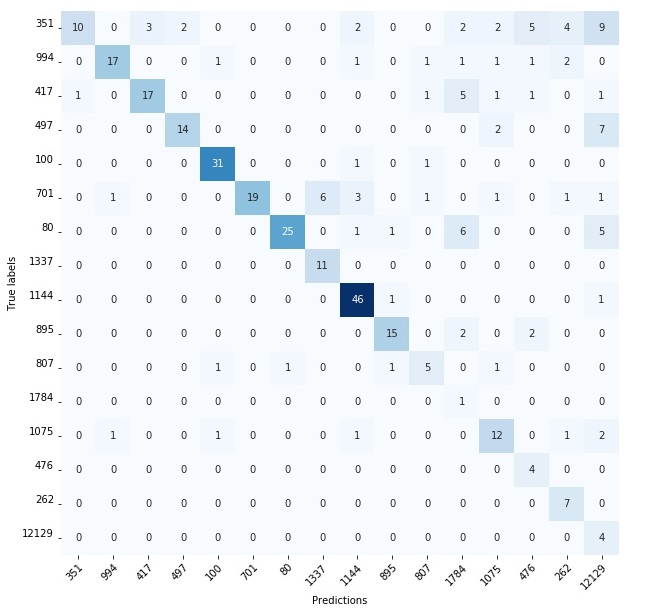 351 10 0 3 2 0 0 0 0 2 0 0 2 2 5 4 9
994 0 17 0 0 1 0 0 0 1 0 1 1 1 1 2 0
417 1 0 17 0 0 0 0 0 0 0 1 5 1 1 0 1
497 0 0 0 14 0 0 0 0 0 0 0 0 2 0 0 7
100 0 0 0 0 31 0 0 0 1 0 1 0 0 0 0 0
701 0 1 0 0 0 19 0 6 3 0 1 0 1 0 1 1
80 0 0 0 0 0 0 25 0 1 1 0 6 0 0 0 5
1337 0 0 0 0 0 0 0 11 0 0 0 0 0 0 0 0
1144 0 0 0 0 0 0 0 0 46 1 0 0 0 0 0 1
895 0 0 0 0 0 0 0 0 0 15 0 2 0 2 0 0
807 0 0 0 0 1 0 1 0 0 1 5 0 1 0 0 0
1784 0 0 0 0 0 0 0 0 0 0 0 1 0 0 0 0
1075 0 1 0 0 1 0 0 0 1 0 0 0 12 0 1 2
476 0 0 0 0 0 0 0 0 0 0 0 0 0 4 0 0
262 0 0 0 0 0 0 0 0 0 0 0 0 0 0 7 0
12129 0 0 0 0 0 0 0 0 0 0 0 0 0 0 0 4
True labels
351 994 417 497 100 701 80 1337 1144 895 807 1784 1075 476 262 12129
Predictions